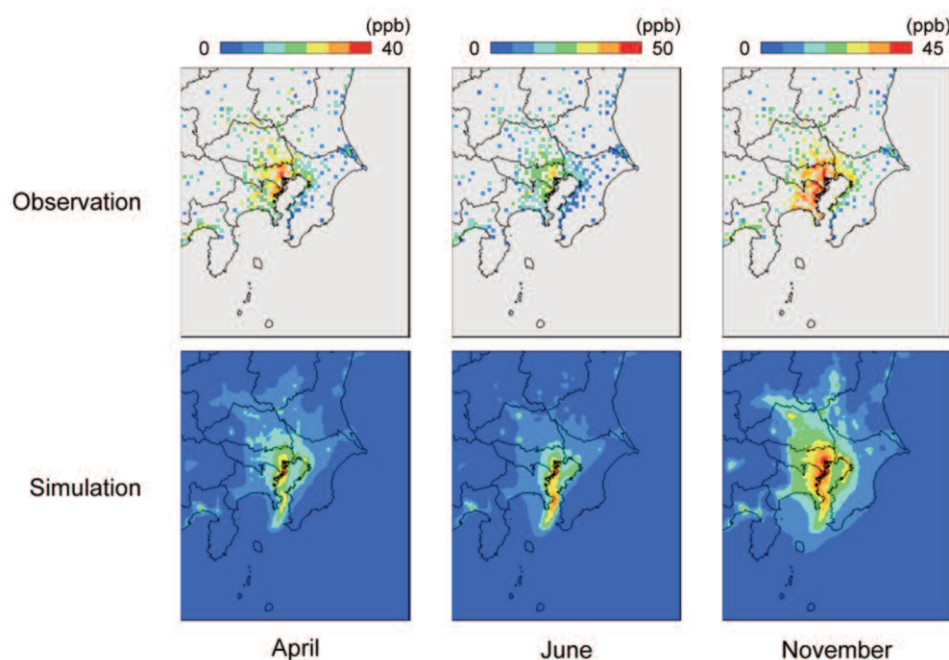 (ppb) (ppb) (ppb)
0 40 0 50 0 45
Observation
Simulation
April June November